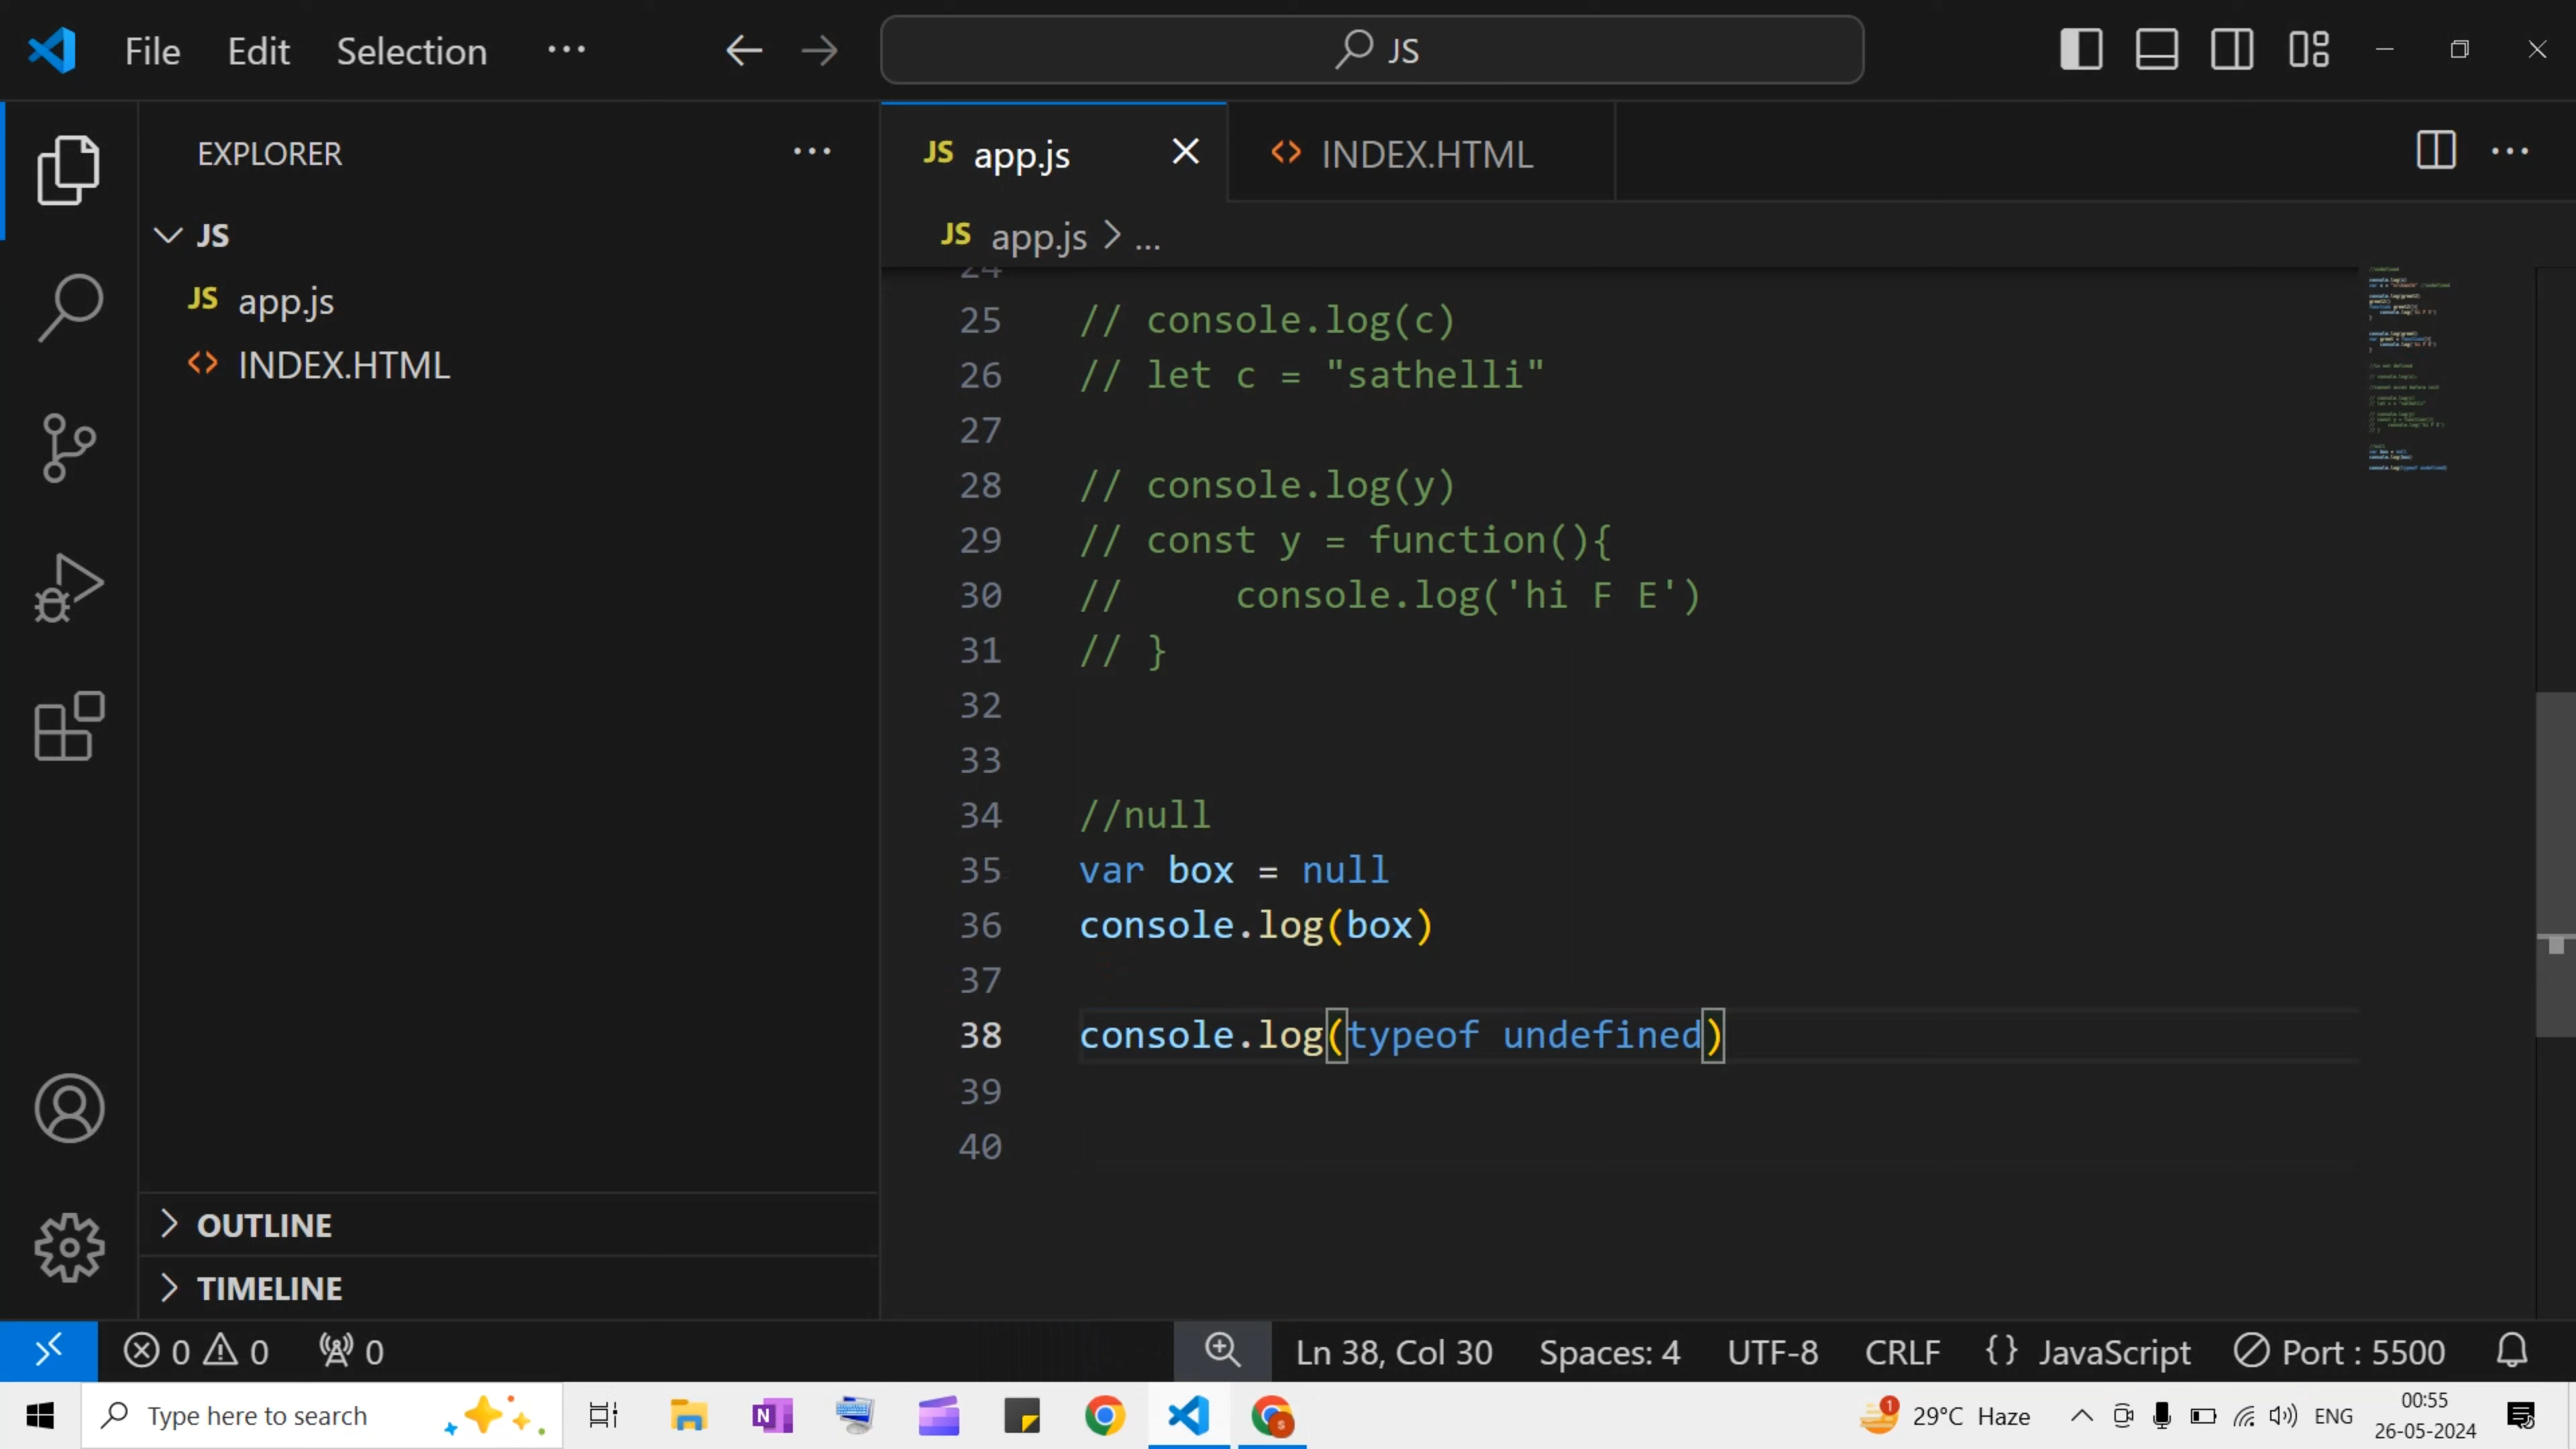 File Edit Selection ··· JS
EXPLORER ···
JS app.js
<> INDEX.HTML
···
JS app.js > ...
JS
JS app.js
<> INDEX.HTML
24
25 // console.log(c)
26 // let c = "sathelli"
27
28 // console.log(y)
29 // const y = function(){
30 //     console.log('hi F E')
31 // }
32
33
34 //null
35 var box = null
36 console.log(box)
37
38 console.log(typeof undefined)
39
40
OUTLINE
TIMELINE
0 0 0 Ln 38, Col 30 Spaces: 4 UTF-8 CRLF {} JavaScript Port : 5500
Type here to search N s 1 29°C Haze ENG 00:55
26-05-2024